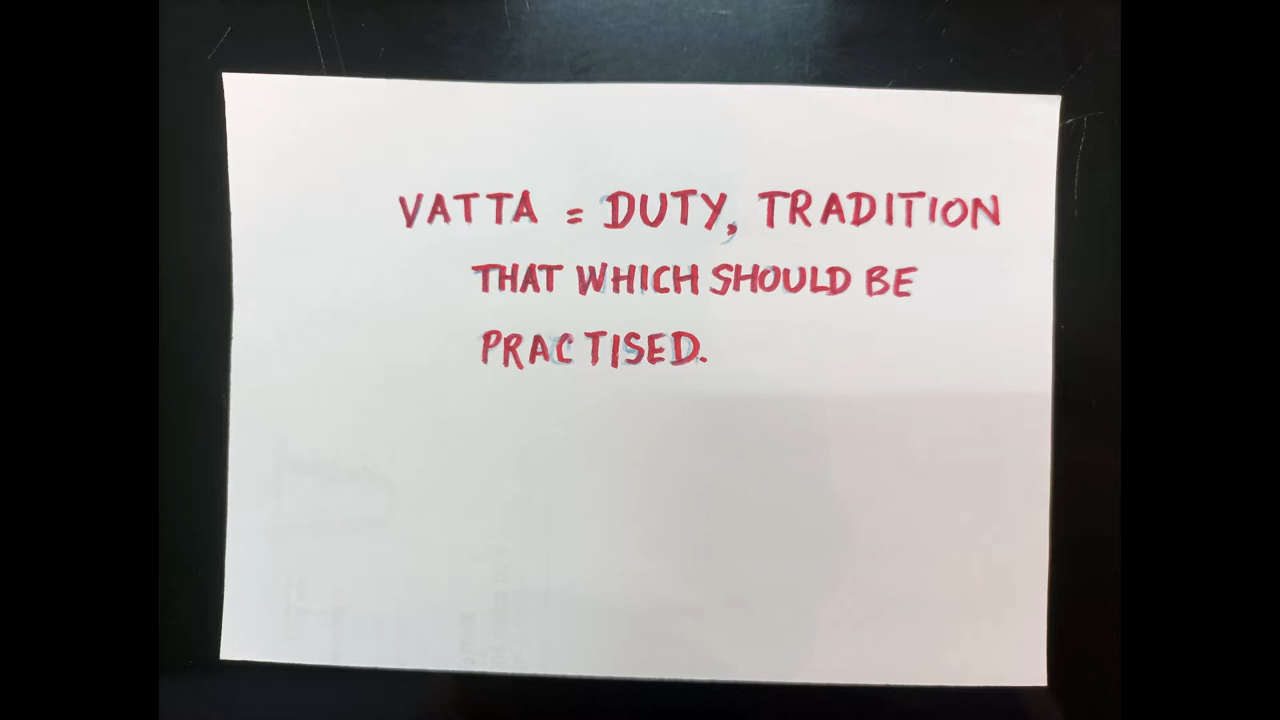 VATTA = DUTY, TRADITION
THAT WHICH SHOULD BE
PRACTISED.